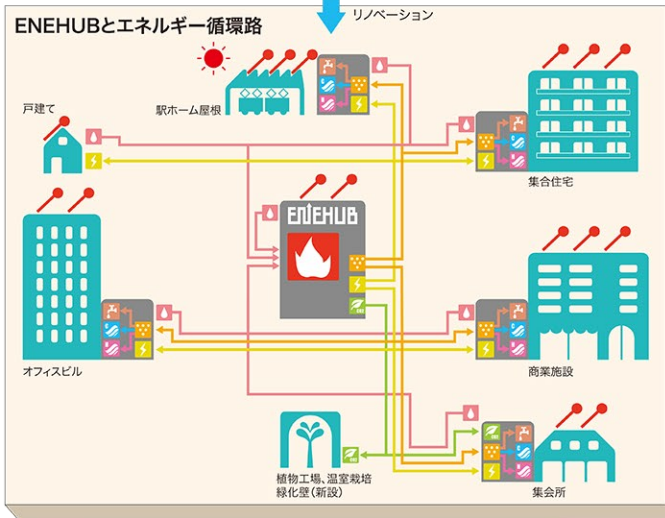 リノベーション
ENEHUBとエネルギー循環路
駅ホーム屋根
戸建て
集合住宅
ENEHUB
オフィスビル
商業施設
植物工場、温室栽培
緑化壁（新設）
集会所